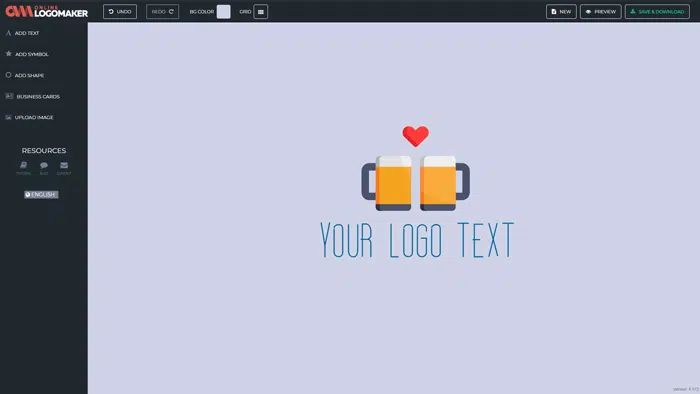 ONLINE
LOGOMAKER
UNDO
REDO
BG COLOR
GRID
NEW
PREVIEW
SAVE & DOWNLOAD
ADD TEXT
ADD SYMBOL
ADD SHAPE
BUSINESS CARDS
UPLOAD IMAGE
RESOURCES
ENGLISH
YOUR LOGO TEXT